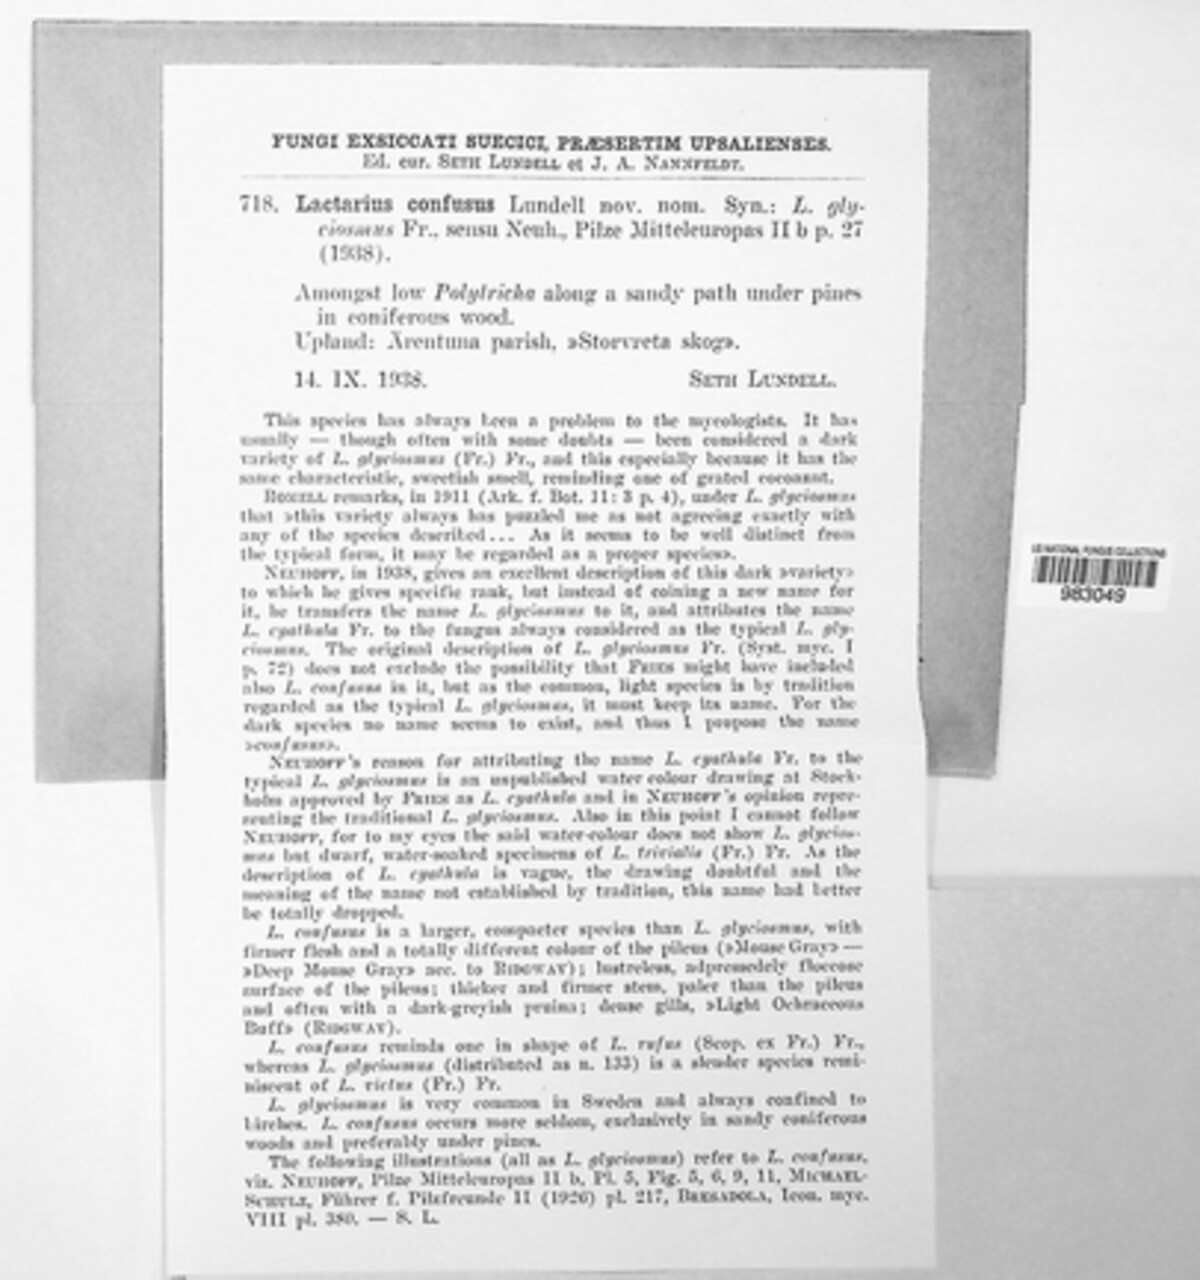 FUNGI EXSICCATI SUECICI, PRÆSERTIM UPSALIENSES.
Ed. cur. SETH LUNDELL et J. A. NANNFELDT.
718. Lactarius confusus Lundell nov. nom. Syn.: L. gly-
ciosmus Fr., sensu Neuh., Pilze Mitteleuropas II b p. 27
(1938).
Amongst low Polytricha along a sandy path under pines
in coniferous wood.
Upland: Ärentuna parish, »Storvreta skog».
14. IX. 1938. SETH LUNDELL.
This species has always been a problem to the mycologists. It has
usually — though often with some doubts — been considered a dark
variety of L. glyciosmus (Fr.) Fr., and this especially because it has the
same characteristic, sweetish smell, reminding one of grated cocoanut.
ROMELL remarks, in 1911 (Ark. f. Bot. 11: 3 p. 4), under L. glyciosmus
that »this variety always has puzzled me as not agreeing exactly with
any of the species described... As it seems to be well distinct from
the typical form, it may be regarded as a proper species».
NEUHOFF, in 1938, gives an excellent description of this dark »variety»
to which he gives specific rank, but instead of coining a new name for
it, he transfers the name L. glyciosmus to it, and attributes the name
L. cyathula Fr. to the fungus always considered as the typical L. gly-
ciosmus. The original description of L. glyciosmus Fr. (Syst. myc. I
p. 72) does not exclude the possibility that FRIES might have included
also L. confusus in it, but as the common, light species is by tradition
regarded as the typical L. glyciosmus, it must keep its name. For the
dark species no name seems to exist, and thus I propose the name
»confusus».
NEUHOFF's reason for attributing the name L. cyathula Fr. to the
typical L. glyciosmus is an unpublished water colour drawing at Stock-
holm approved by FRIES as L. cyathula and in NEUHOFF's opinion repre-
senting the traditional L. glyciosmus. Also in this point I cannot follow
NEUHOFF, for to my eyes the said water-colour does not show L. glycios-
mus but dwarf, water-soaked specimens of L. trivialis (Fr.) Fr. As the
description of L. cyathula is vague, the drawing doubtful and the
meaning of the name not established by tradition, this name had better
be totally dropped.
L. confusus is a larger, compacter species than L. glyciosmus, with
firmer flesh and a totally different colour of the pileus (»Mouse Gray» —
»Deep Mouse Gray» acc. to RIDGWAY); lustreless, adpressedly floccose
surface of the pileus; thicker and firmer stem, paler than the pileus
and often with a dark-greyish pruina; dense gills, »Light Ochraceous
Buff» (RIDGWAY).
L. confusus reminds one in shape of L. rufus (Scop. ex Fr.) Fr.,
whereas L. glyciosmus (distributed as n. 133) is a slender species remi-
niscent of L. vietus (Fr.) Fr.
L. glyciosmus is very common in Sweden and always confined to
birches. L. confusus occurs more seldom, exclusively in sandy coniferous
woods and preferably under pines.
The following illustrations (all as L. glyciosmus) refer to L. confusus,
viz. NEUHOFF, Pilze Mitteleuropas II b, Pl. 5, Fig. 5, 6, 9, 11, MICHAEL-
SCHULZ, Führer f. Pilzfreunde II (1926) pl. 217, BRESADOLA, Icon. myc.
VIII pl. 380. — S. L.
US NATIONAL FUNGUS COLLECTIONS
983049